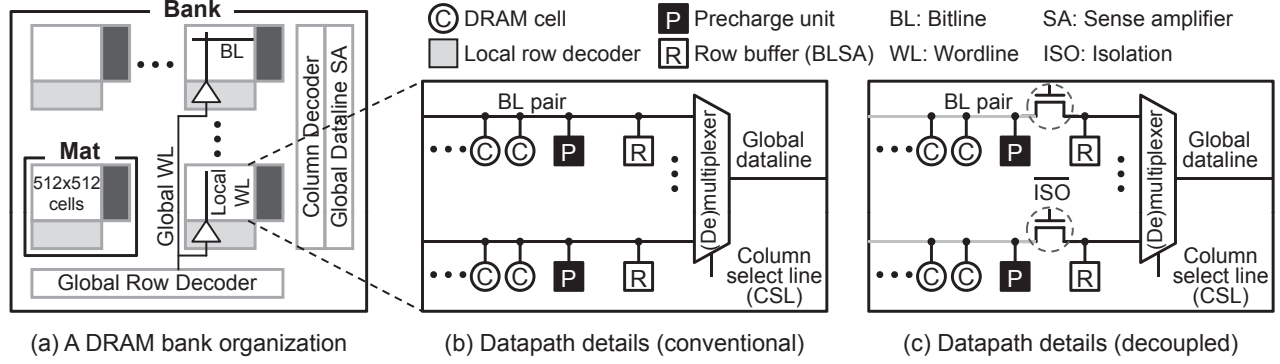 Bank
BL
Mat
512x512
cells
Global WL
Local
WL
Column Decoder
Global Dataline SA
Global Row Decoder
(a) A DRAM bank organization
C DRAM cell
P Precharge unit
BL: Bitline
SA: Sense amplifier
Local row decoder
R Row buffer (BLSA)
WL: Wordline
ISO: Isolation
BL pair
C C P R
(De)multiplexer
Global
dataline
C C P R
Column
select line
(CSL)
(b) Datapath details (conventional)
BL pair
C C P R
ISO
(De)multiplexer
Global
dataline
C C P R
Column
select line
(CSL)
(c) Datapath details (decoupled)